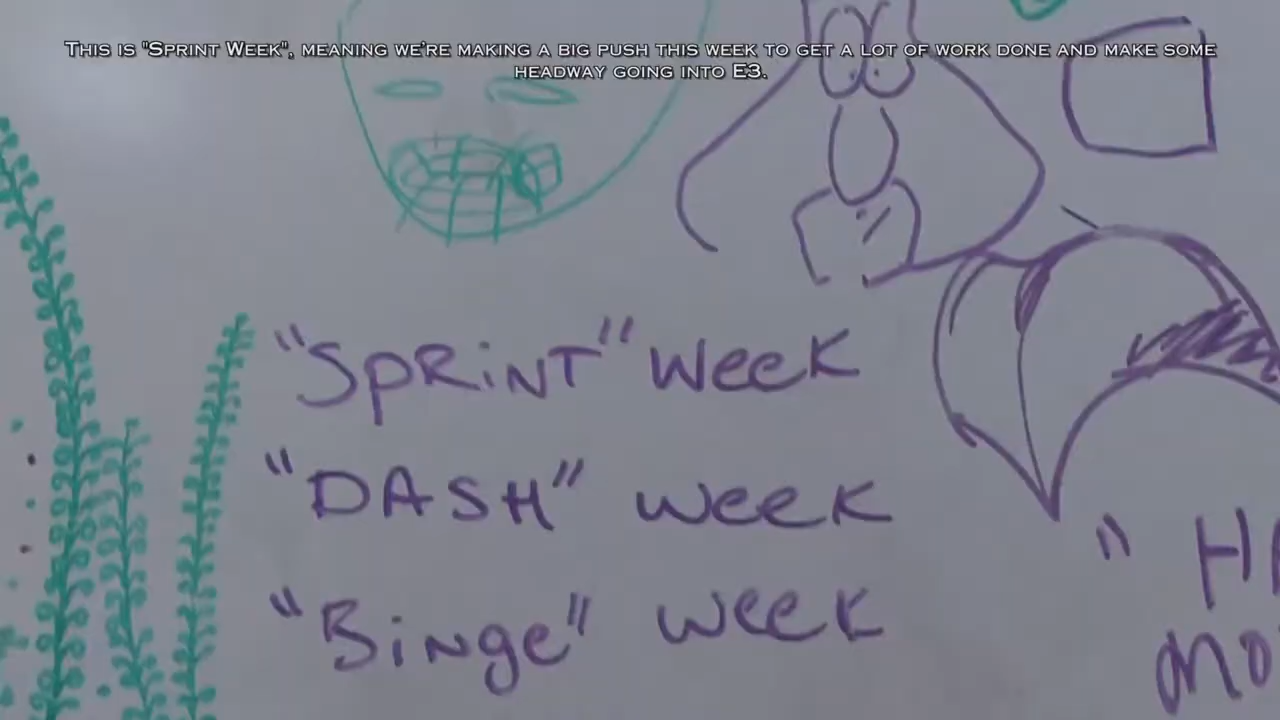 This is "Sprint Week", meaning we're making a big push this week to get a lot of work done and make some
headway going into E3.
"SPRiNT" Week
"DASH" week
"Binge" week
"